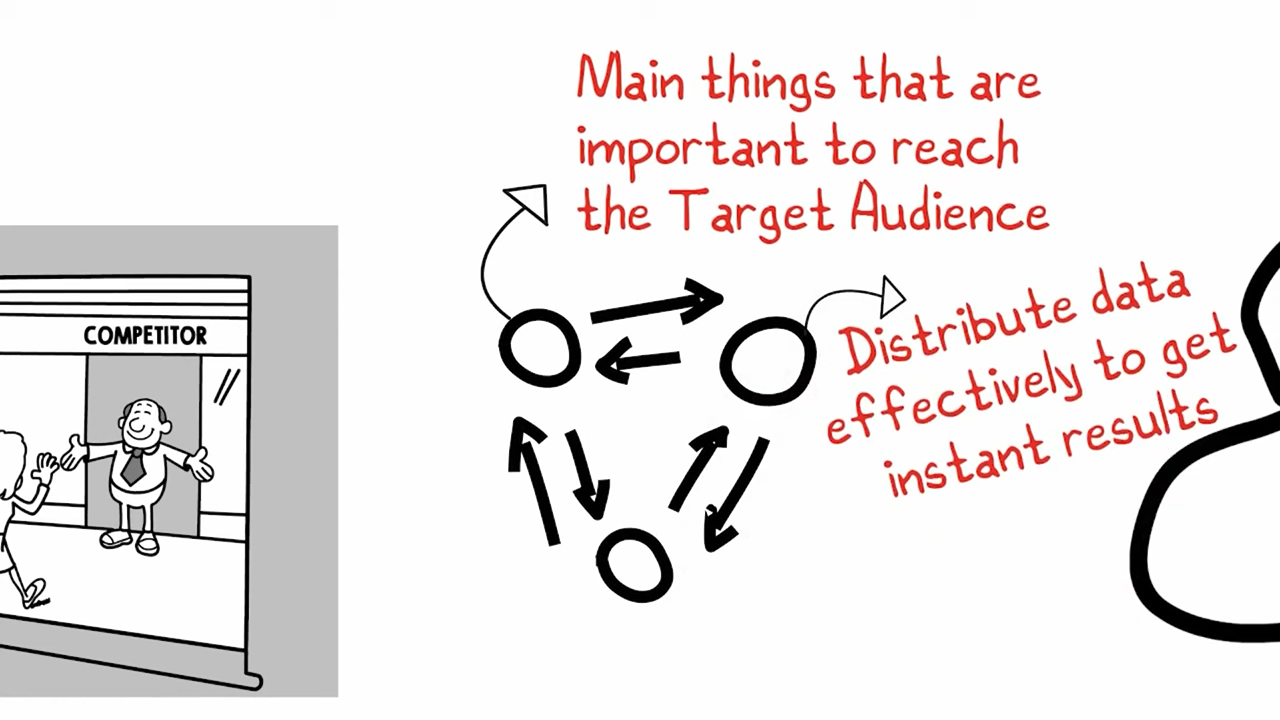 Main things that are
important to reach
the Target Audience
COMPETITOR
Distribute data
effectively to get
instant results